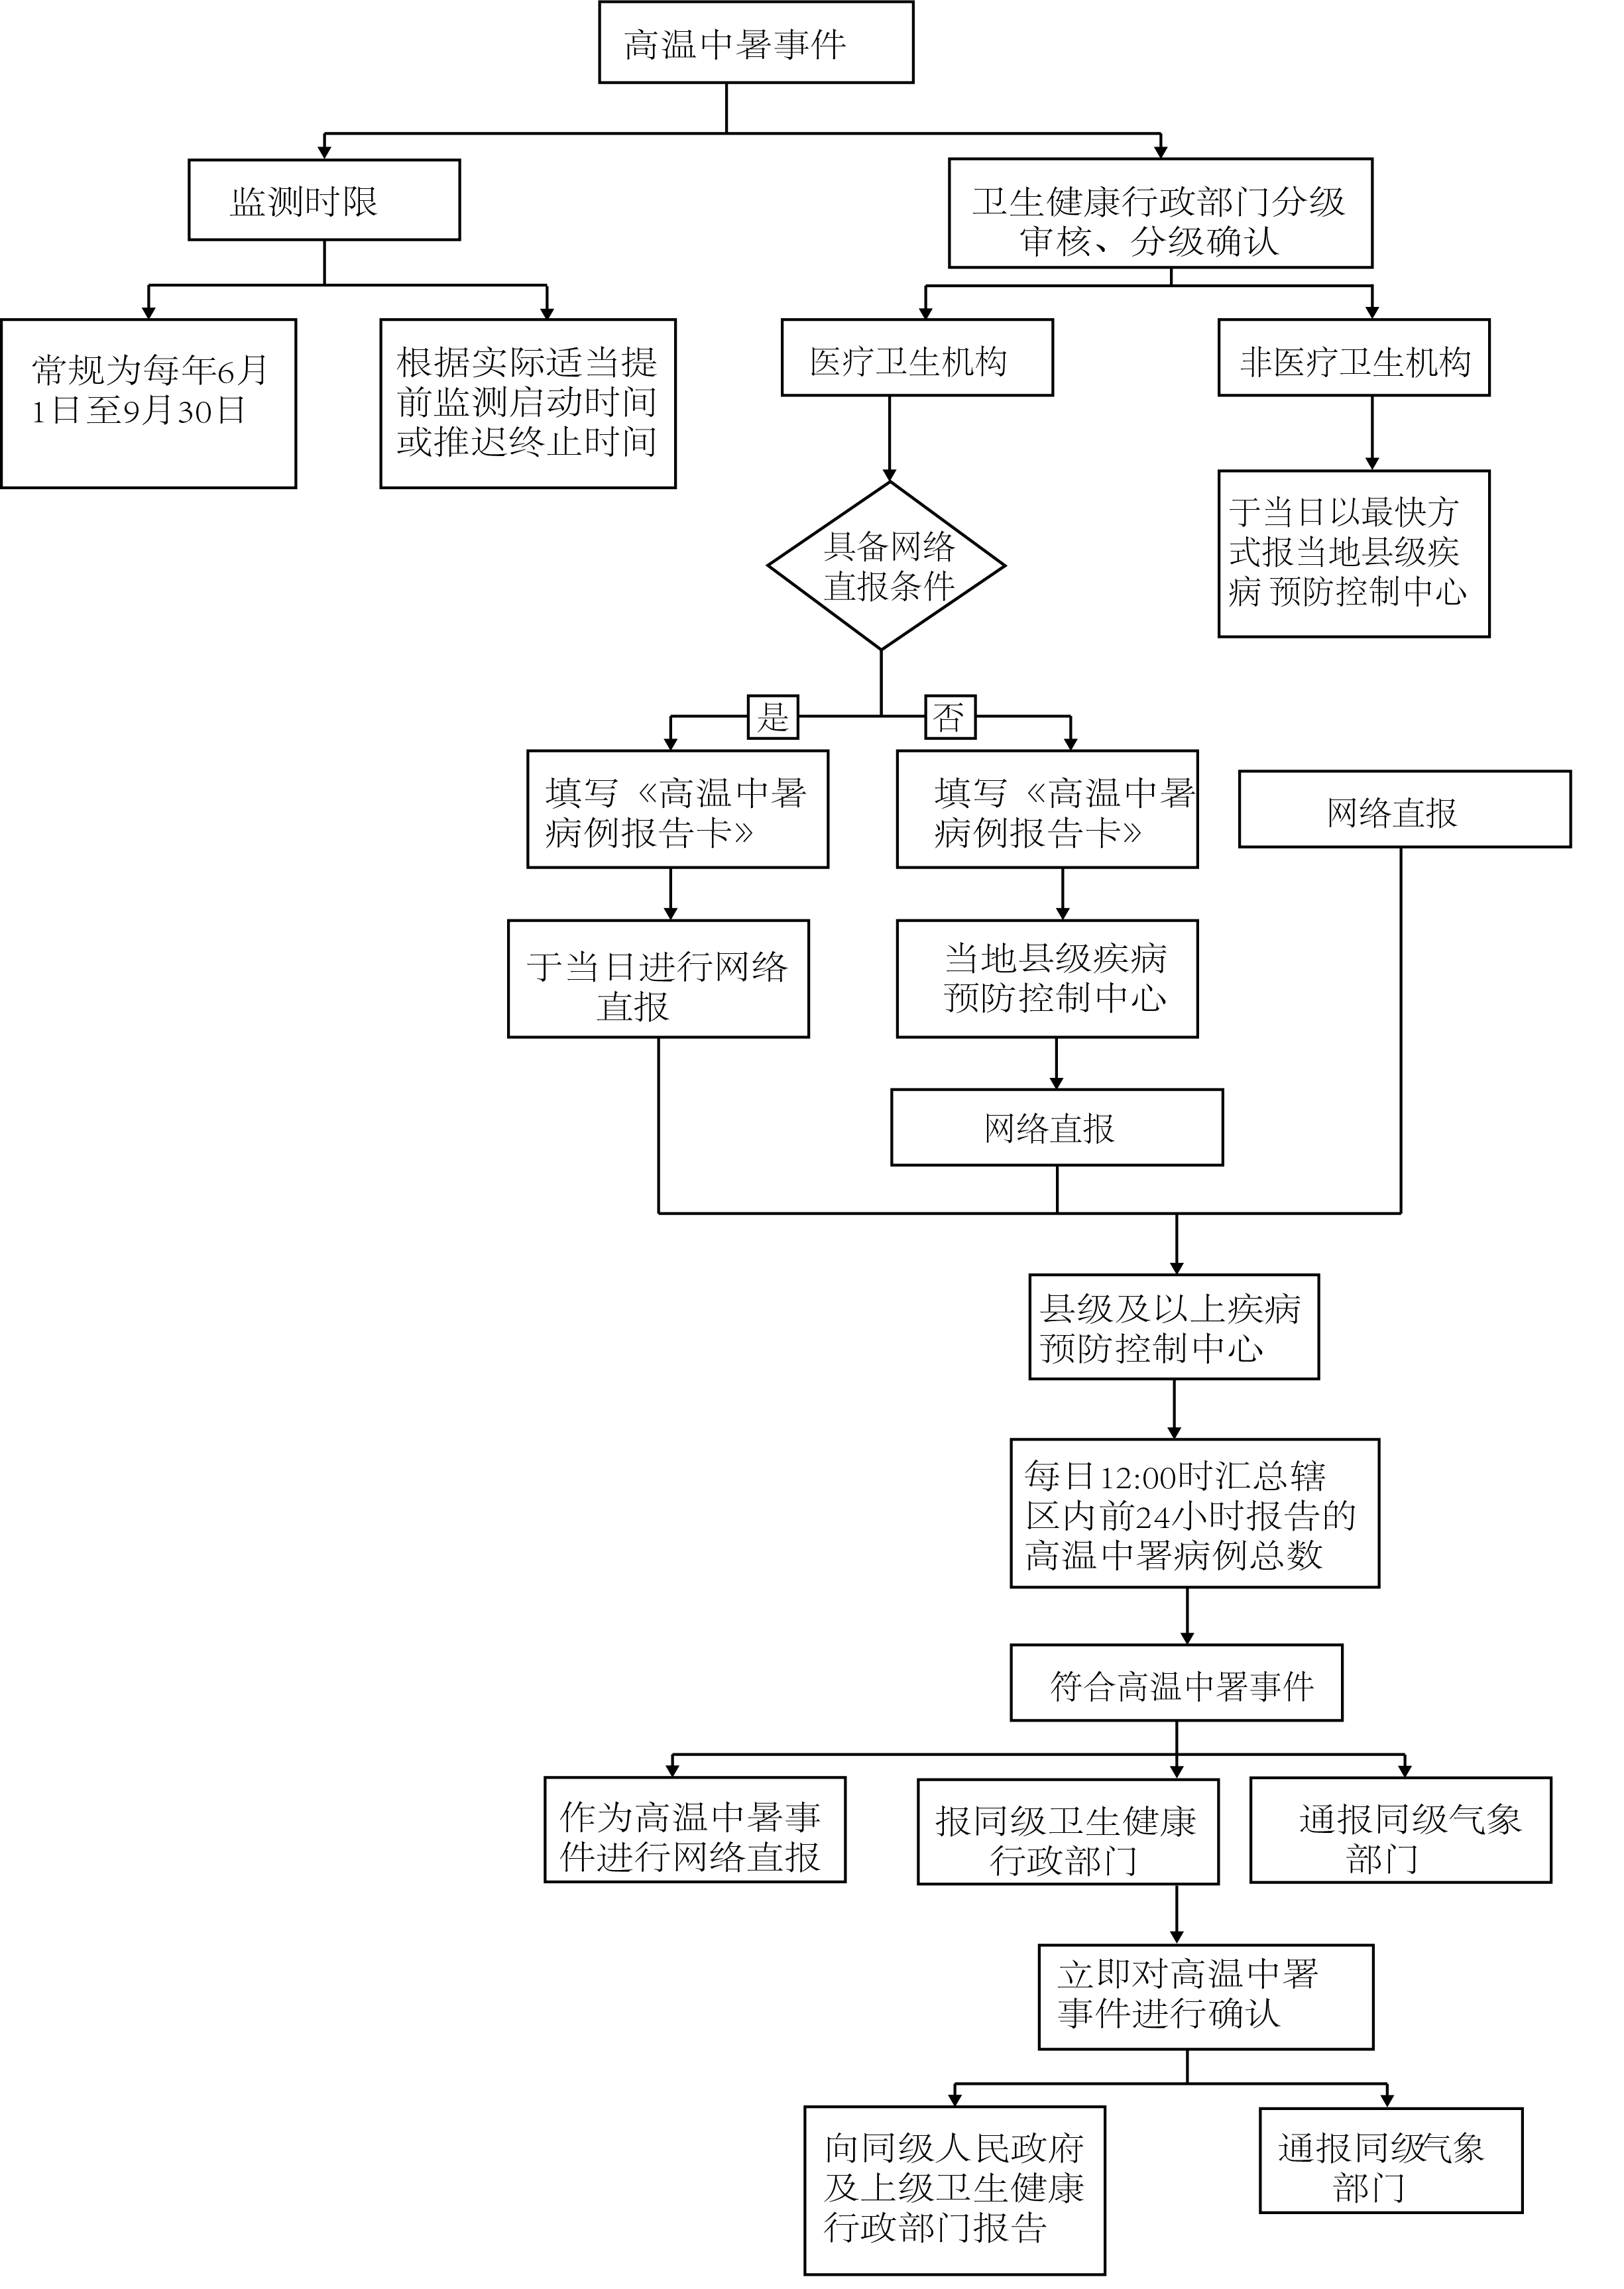 高温中暑事件
监测时限
卫生健康行政部门分级
审核、分级确认
常规为每年6月
1日至9月30日
根据实际适当提
前监测启动时间
或推迟终止时间
医疗卫生机构
非医疗卫生机构
具备网络
直报条件
于当日以最快方
式报当地县级疾
病 预防控制中心
是
否
填写《高温中暑
病例报告卡》
填写《高温中暑
病例报告卡》
网络直报
于当日进行网络
直报
当地县级疾病
预防控制中心
网络直报
县级及以上疾病
预防控制中心
每日12:00时汇总辖
区内前24小时报告的
高温中署病例总数
符合高温中署事件
作为高温中暑事
件进行网络直报
报同级卫生健康
行政部门
通报同级气象
部门
立即对高温中署
事件进行确认
向同级人民政府
及上级卫生健康
行政部门报告
通报同级气象
部门